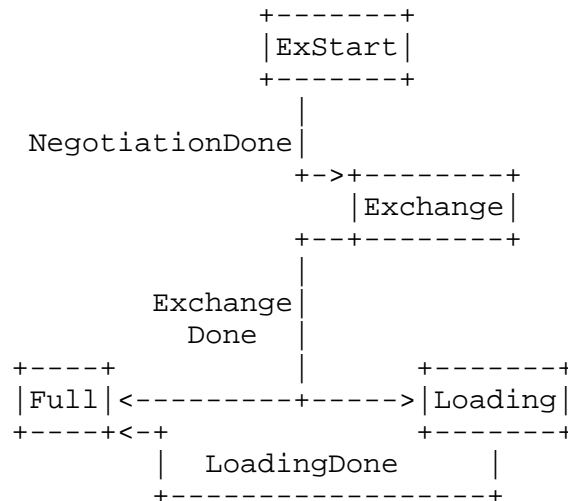 ExStart
NegotiationDone
Exchange
Exchange
Done
Full
Loading
LoadingDone